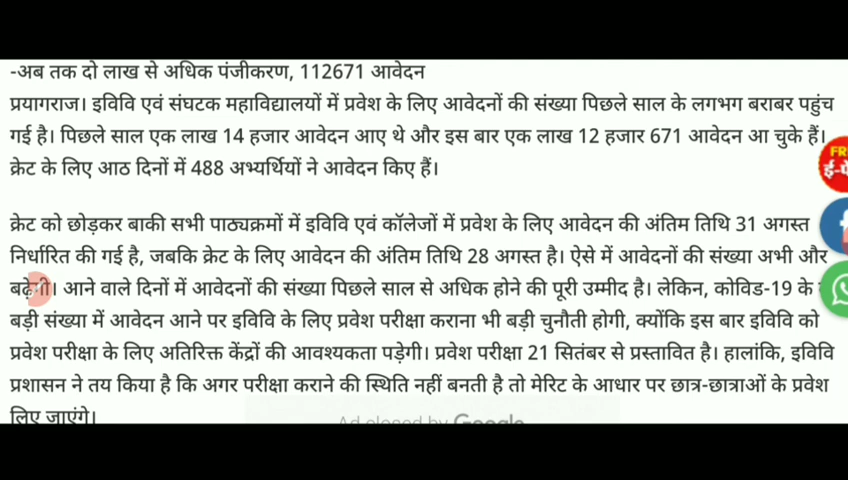 -अब तक दो लाख से अधिक पंजीकरण, 112671 आवेदन
प्रयागराज। इविवि एवं संघटक महाविद्यालयों में प्रवेश के लिए आवेदनों की संख्या पिछले साल के लगभग बराबर पहुंच
गई है। पिछले साल एक लाख 14 हजार आवेदन आए थे और इस बार एक लाख 12 हजार 671 आवेदन आ चुके हैं।
क्रेट के लिए आठ दिनों में 488 अभ्यर्थियों ने आवेदन किए हैं।
FR
ई-पे
क्रेट को छोड़कर बाकी सभी पाठ्यक्रमों में इविवि एवं कॉलेजों में प्रवेश के लिए आवेदन की अंतिम तिथि 31 अगस्त
निर्धारित की गई है, जबकि क्रेट के लिए आवेदन की अंतिम तिथि 28 अगस्त है। ऐसे में आवेदनों की संख्या अभी और
बढ़ेगी। आने वाले दिनों में आवेदनों की संख्या पिछले साल से अधिक होने की पूरी उम्मीद है। लेकिन, कोविड-19 के
बड़ी संख्या में आवेदन आने पर इविवि के लिए प्रवेश परीक्षा कराना भी बड़ी चुनौती होगी, क्योंकि इस बार इविवि को
प्रवेश परीक्षा के लिए अतिरिक्त केंद्रों की आवश्यकता पड़ेगी। प्रवेश परीक्षा 21 सितंबर से प्रस्तावित है। हालांकि, इविवि
प्रशासन ने तय किया है कि अगर परीक्षा कराने की स्थिति नहीं बनती है तो मेरिट के आधार पर छात्र-छात्राओं के प्रवेश
लिए जाएंगे।
Ad closed by Google